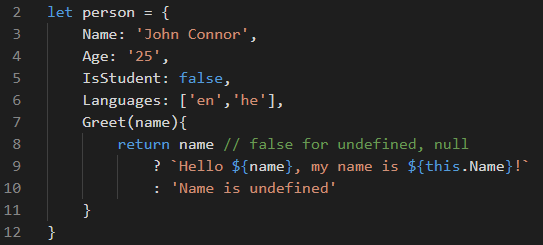 2 let person = {
3     Name: 'John Connor',
4     Age: '25',
5     IsStudent: false,
6     Languages: ['en','he'],
7     Greet(name){
8         return name // false for undefined, null
9             ? `Hello ${name}, my name is ${this.Name}!`
10             : 'Name is undefined'
11     }
12 }